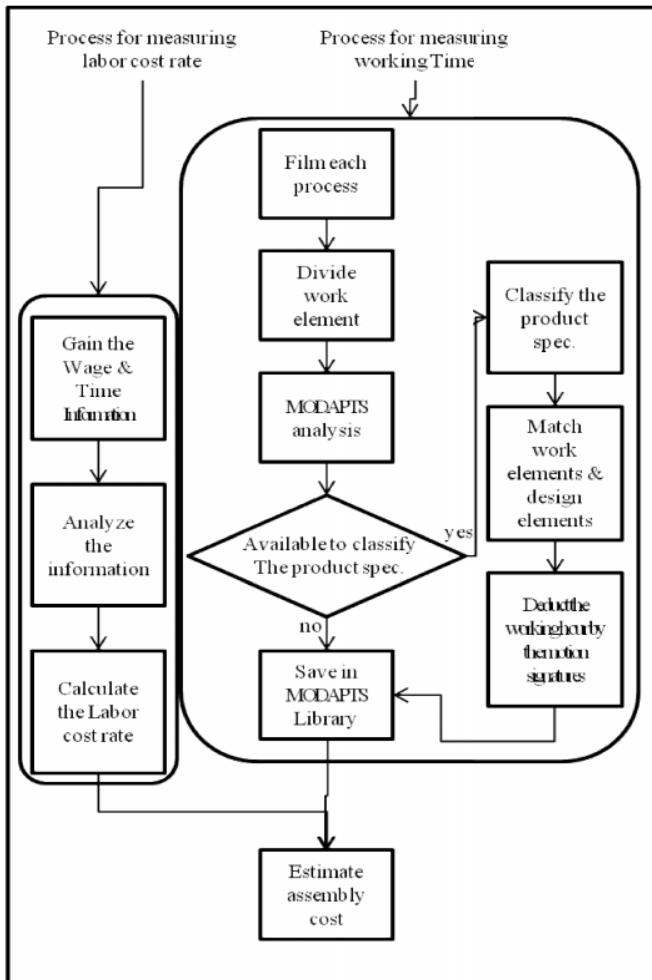 Process for measuring
labor cost rate
Process for measuring
working Time
Film each
process
Divide
work
element
MODAPTS
analysis
Available to classify
The product spec.
yes
no
Save in
MODAPTS
Library
Classify the
product
spec.
Match
work
elements &
design
elements
Deduct the
working hour by
the motion
signatures
Gain the
Wage &
Time
Information
Analyze
the
information
Calculate
the Labor
cost rate
Estimate
assembly
cost